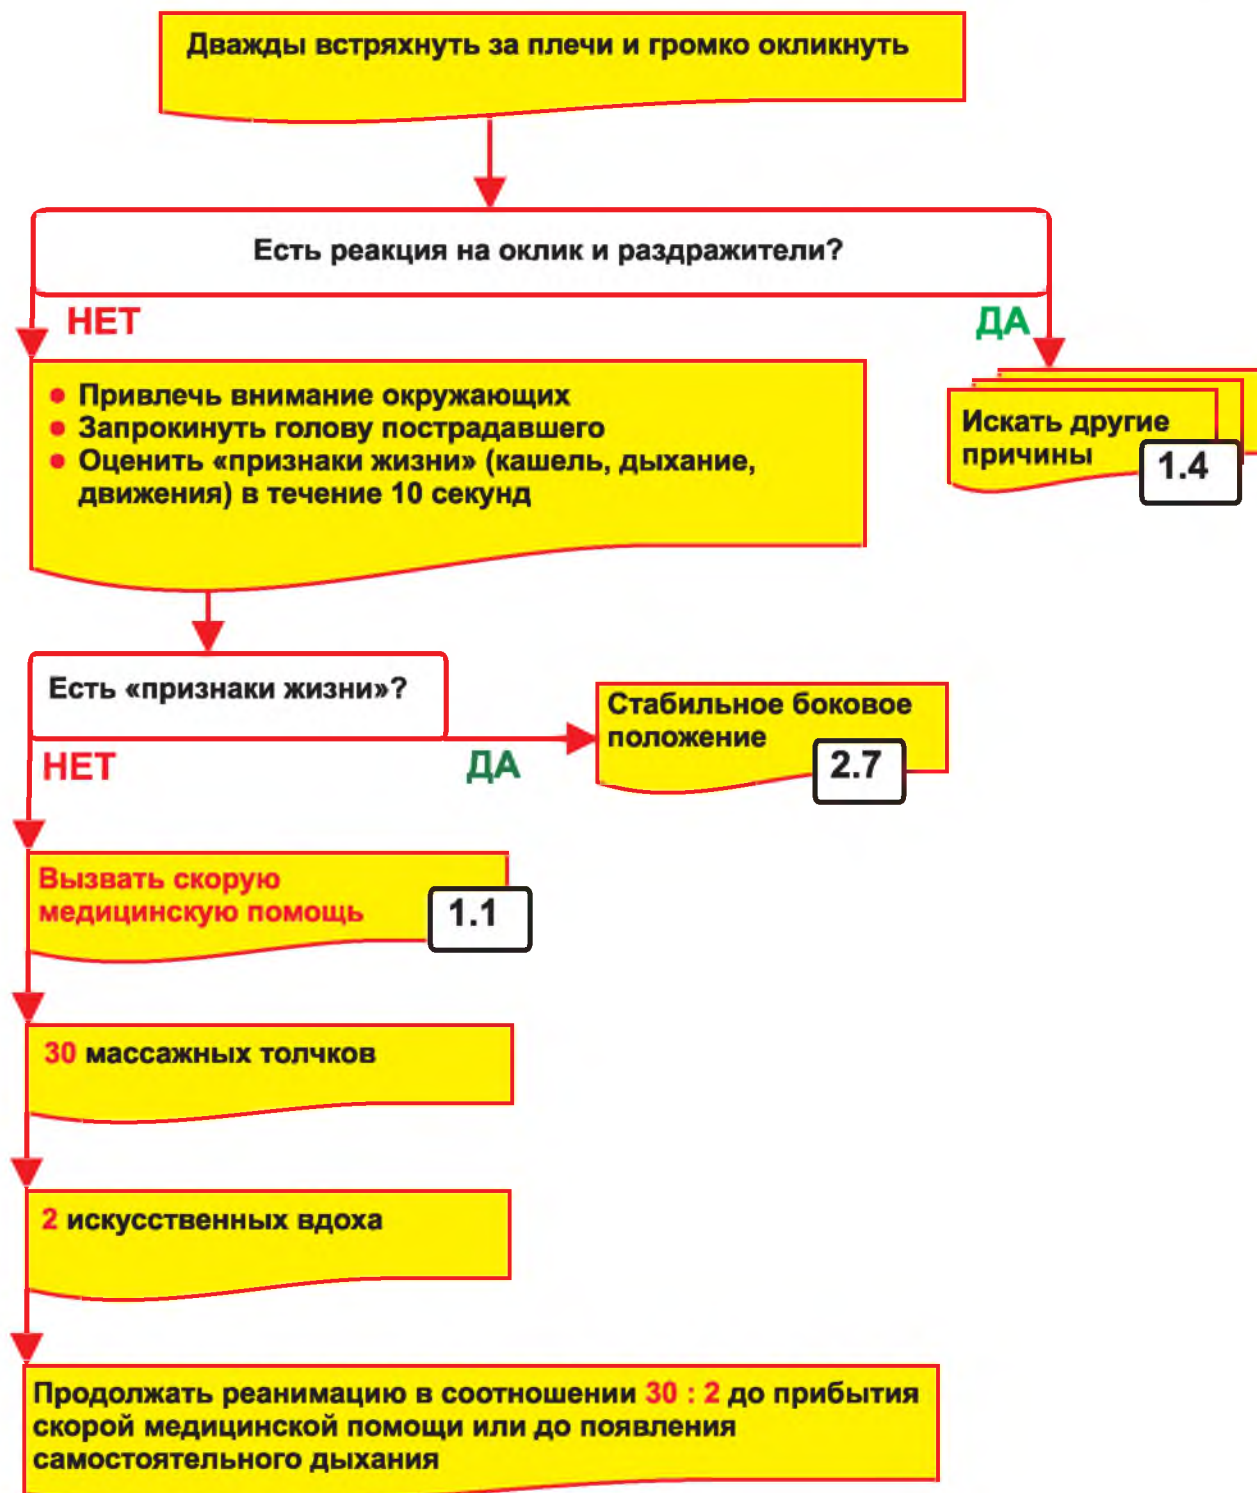 Дважды встряхнуть за плечи и громко окликнуть
Есть реакция на оклик и раздражители?
НЕТ
ДА
● Привлечь внимание окружающих
● Запрокинуть голову пострадавшего
● Оценить «признаки жизни» (кашель, дыхание,
движения) в течение 10 секунд
Искать другие
причины
1.4
Есть «признаки жизни»?
НЕТ
ДА
Стабильное боковое
положение
2.7
Вызвать скорую
медицинскую помощь
1.1
30 массажных толчков
2 искусственных вдоха
Продолжать реанимацию в соотношении 30 : 2 до прибытия
скорой медицинской помощи или до появления
самостоятельного дыхания